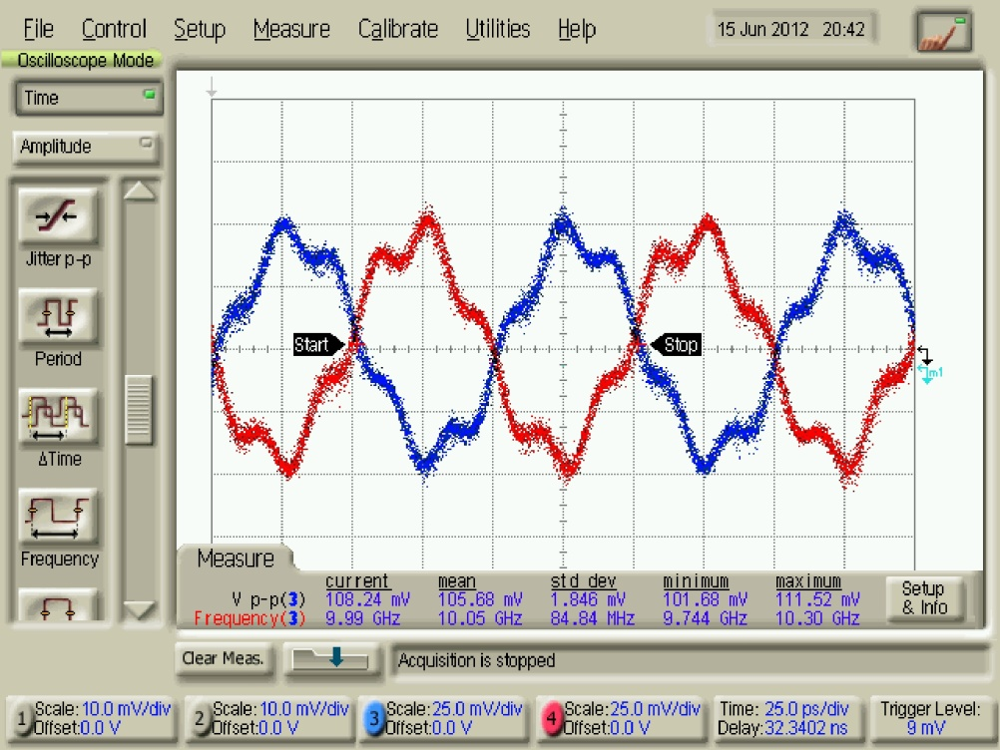 File Control Setup Measure Calibrate Utilities Help 15 Jun 2012 20:42
Oscilloscope Mode
Time
Amplitude
Jitter p-p
Period
ΔTime
Frequency
Start
Stop
m1
Measure
current mean std dev minimum maximum
V p-p(3) 108.24 mV 105.68 mV 1.846 mV 101.68 mV 111.52 mV
Frequency(3) 9.99 GHz 10.05 GHz 84.84 MHz 9.744 GHz 10.30 GHz
Setup
& Info
Clear Meas.
Acquisition is stopped
1 Scale: 10.0 mV/div
Offset:0.0 V
2 Scale: 10.0 mV/div
Offset:0.0 V
3 Scale: 25.0 mV/div
Offset:0.0 V
4 Scale: 25.0 mV/div
Offset:0.0 V
Time: 25.0 ps/div
Delay:32.3402 ns
Trigger Level:
9 mV